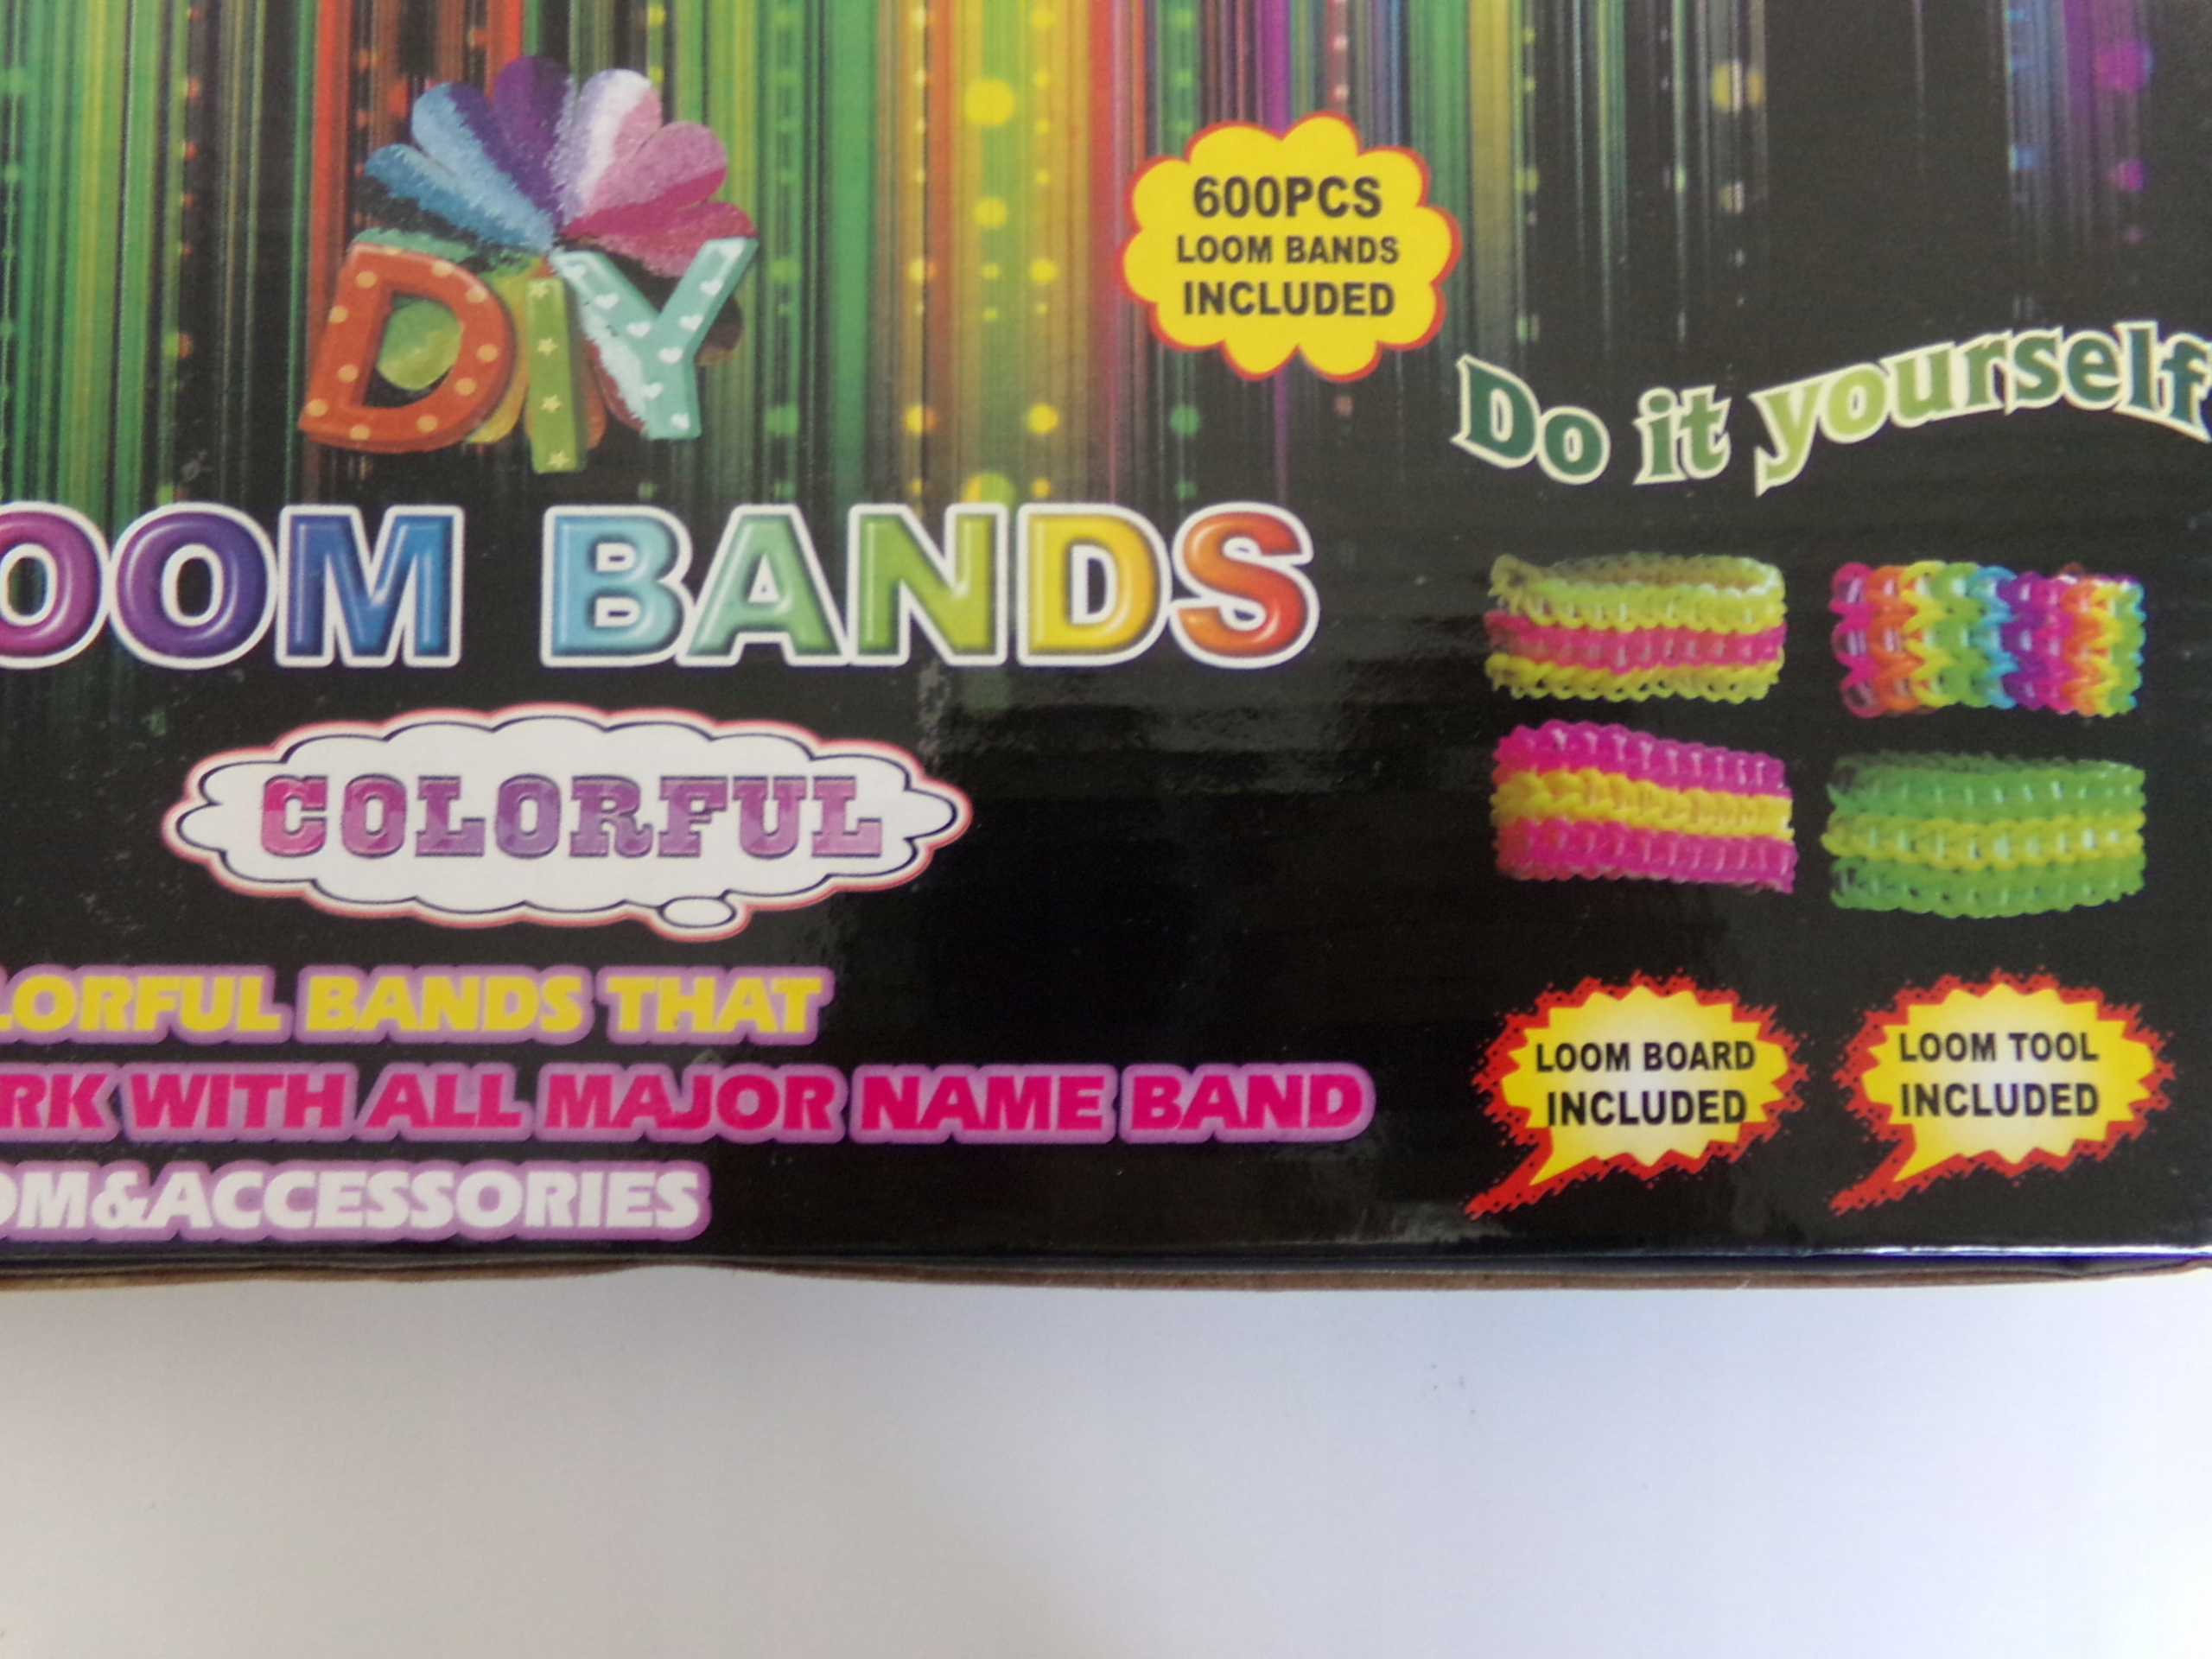 DiY
600PCS
LOOM BANDS
INCLUDED
Do it yourself
OOM BANDS
COLORFUL
LORFUL BANDS THAT
RK WITH ALL MAJOR NAME BAND
OM&ACCESSORIES
LOOM BOARD
INCLUDED
LOOM TOOL
INCLUDED